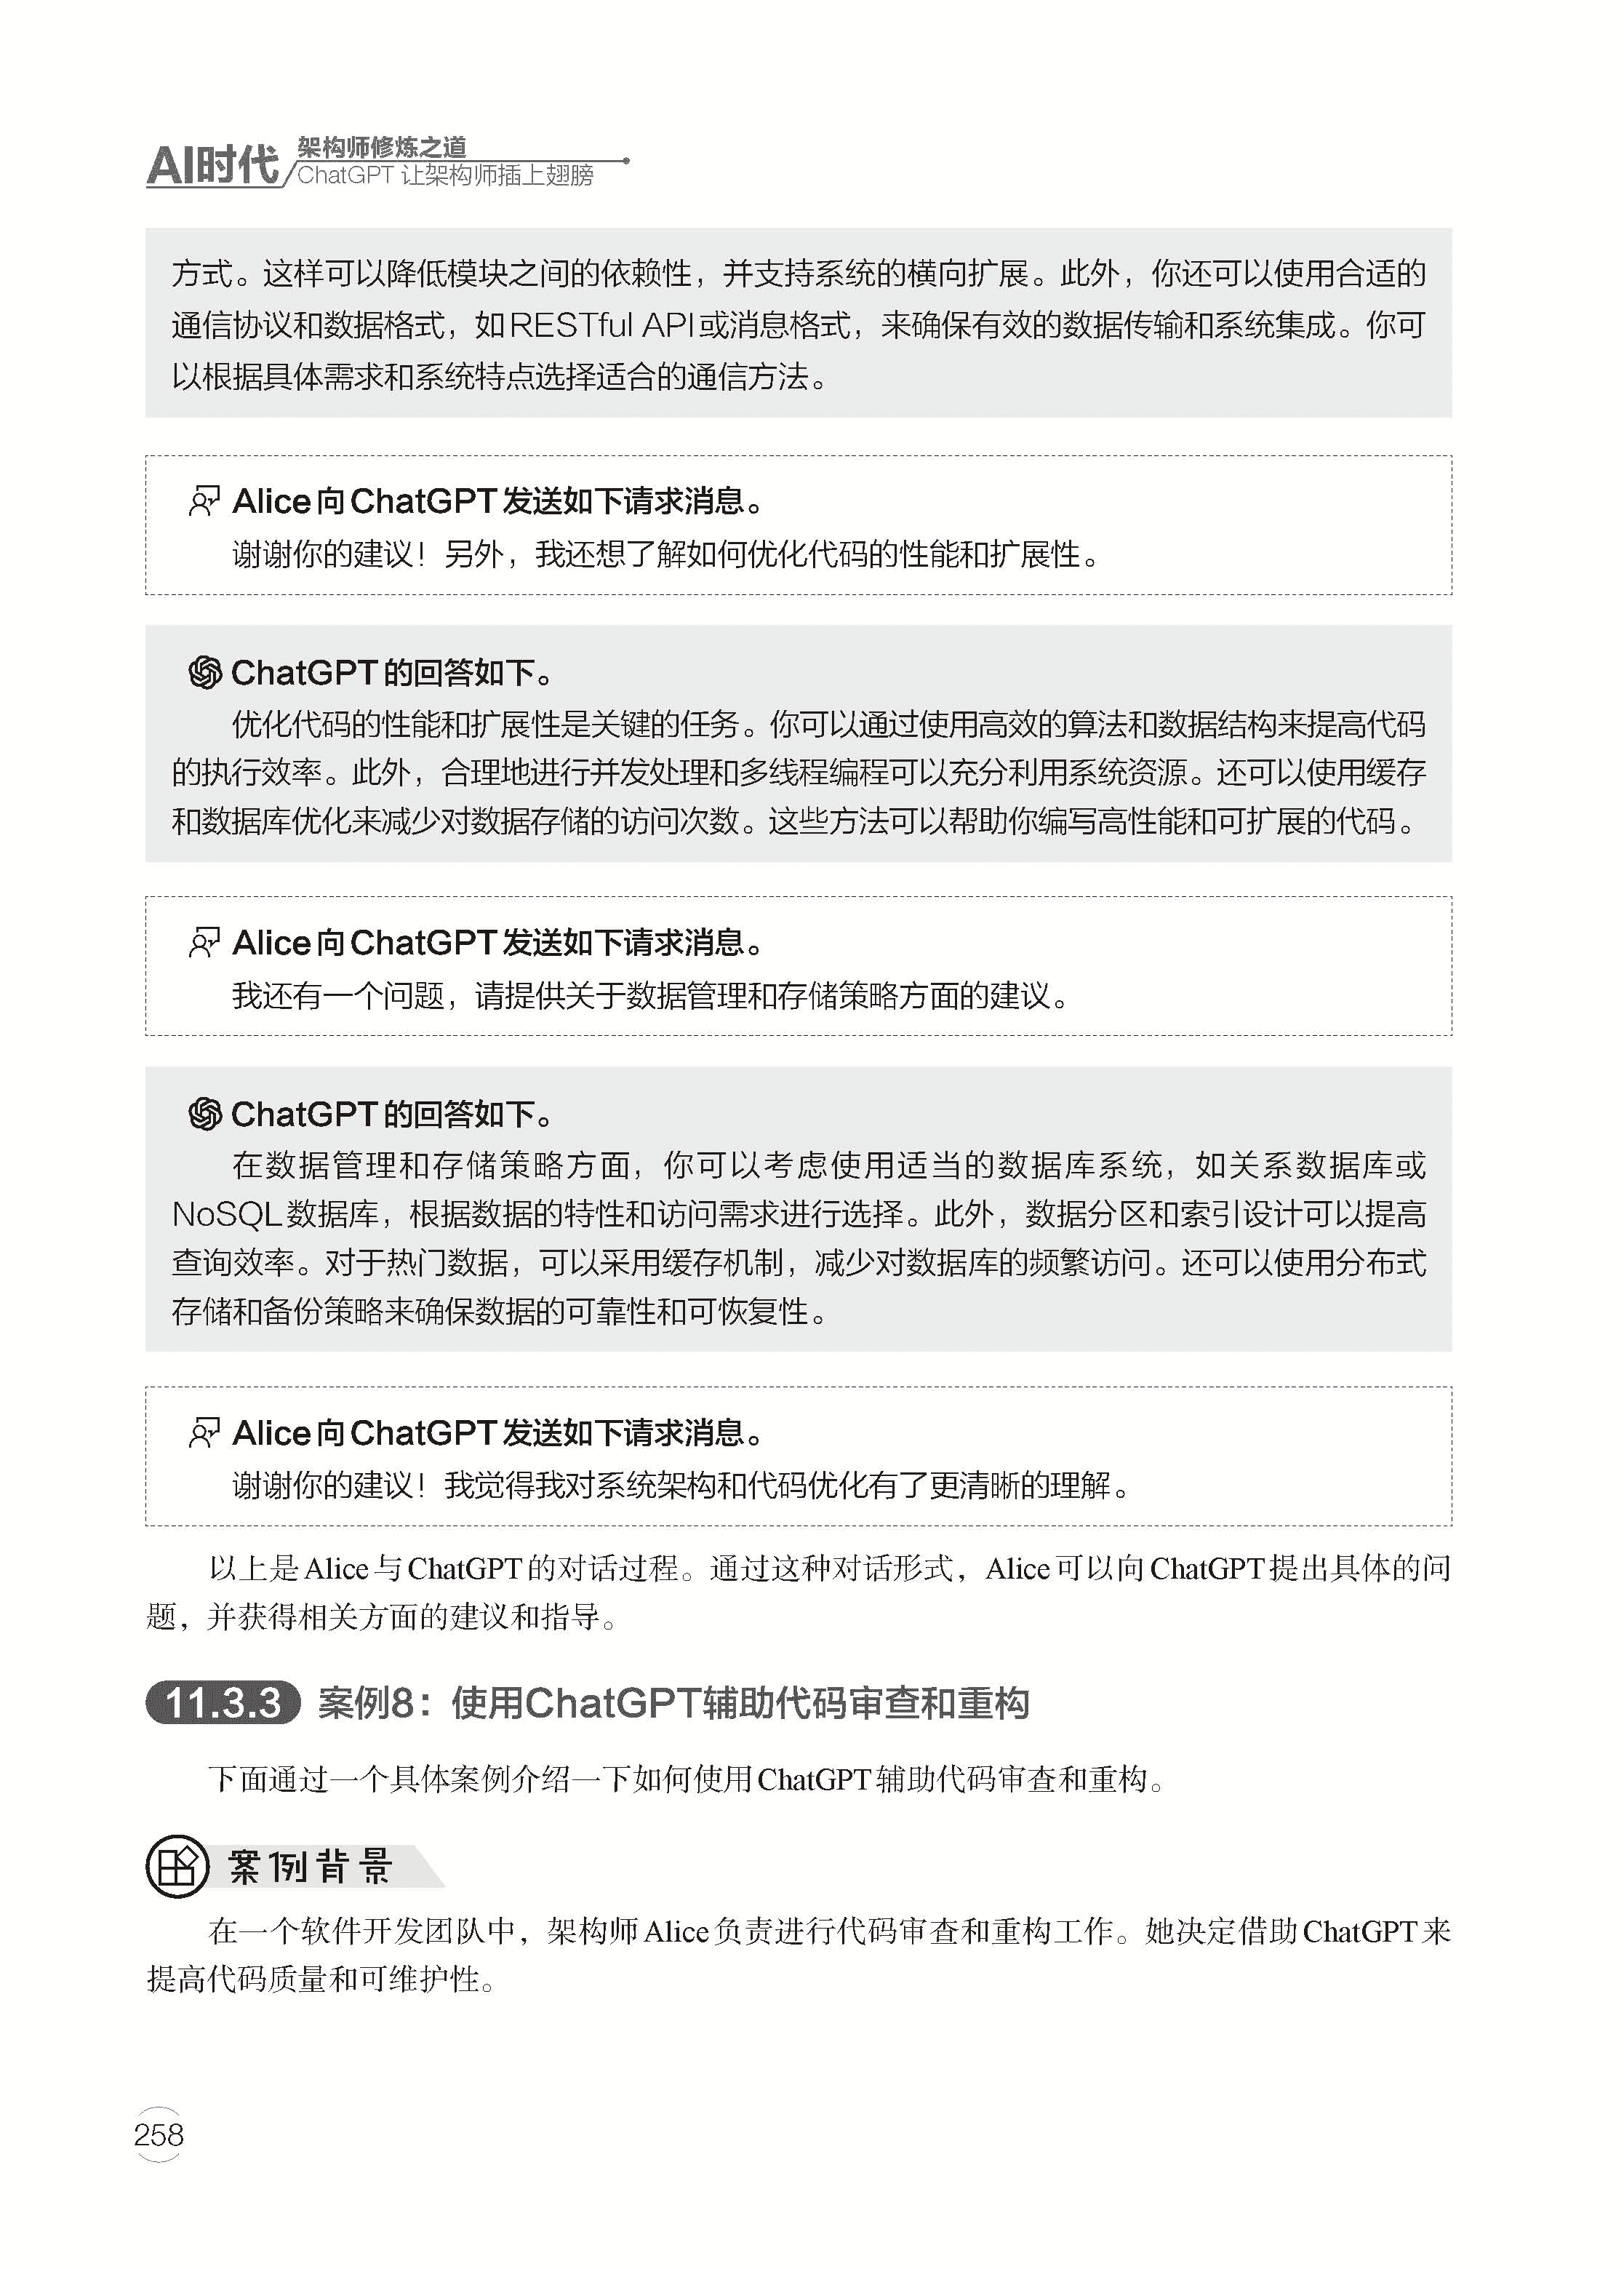 AI时代
架构师修炼之道
ChatGPT 让架构师插上翅膀
方式。这样可以降低模块之间的依赖性，并支持系统的横向扩展。此外，你还可以使用合适的
通信协议和数据格式，如RESTful API或消息格式，来确保有效的数据传输和系统集成。你可
以根据具体需求和系统特点选择适合的通信方法。
Alice向ChatGPT发送如下请求消息。
谢谢你的建议！另外，我还想了解如何优化代码的性能和扩展性。
ChatGPT的回答如下。
优化代码的性能和扩展性是关键的任务。你可以通过使用高效的算法和数据结构来提高代码
的执行效率。此外，合理地进行并发处理和多线程编程可以充分利用系统资源。还可以使用缓存
和数据库优化来减少对数据存储的访问次数。这些方法可以帮助你编写高性能和可扩展的代码。
Alice向ChatGPT发送如下请求消息。
我还有一个问题，请提供关于数据管理和存储策略方面的建议。
ChatGPT的回答如下。
在数据管理和存储策略方面，你可以考虑使用适当的数据库系统，如关系数据库或
NoSQL数据库，根据数据的特性和访问需求进行选择。此外，数据分区和索引设计可以提高
查询效率。对于热门数据，可以采用缓存机制，减少对数据库的频繁访问。还可以使用分布式
存储和备份策略来确保数据的可靠性和可恢复性。
Alice向ChatGPT发送如下请求消息。
谢谢你的建议！我觉得我对系统架构和代码优化有了更清晰的理解。
以上是Alice与ChatGPT的对话过程。通过这种对话形式，Alice可以向ChatGPT提出具体的问
题，并获得相关方面的建议和指导。
11.3.3 案例8：使用ChatGPT辅助代码审查和重构
下面通过一个具体案例介绍一下如何使用ChatGPT辅助代码审查和重构。
案例背景
在一个软件开发团队中，架构师Alice负责进行代码审查和重构工作。她决定借助ChatGPT来
提高代码质量和可维护性。
258